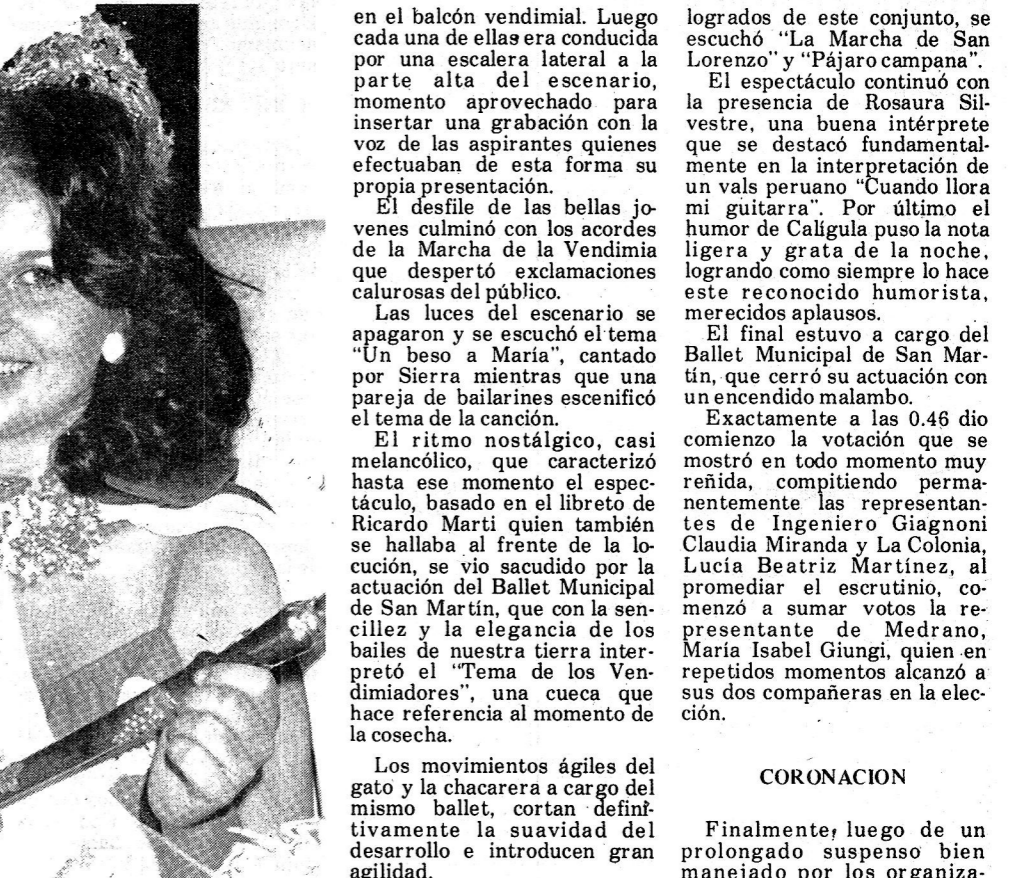 en el balcón vendimial. Luego
cada una de ellas era conducida
por una escalera lateral a la
parte alta del escenario,
momento aprovechado para
insertar una grabación con la
voz de las aspirantes quienes
efectuaban de esta forma su
propia presentación.
El desfile de las bellas jo-
venes culminó con los acordes
de la Marcha de la Vendimia
que despertó exclamaciones
calurosas del público.
Las luces del escenario se
apagaron y se escuchó el tema
"Un beso a María", cantado
por Sierra mientras que una
pareja de bailarines escenificó
el tema de la canción.
El ritmo nostálgico, casi
melancólico, que caracterizó
hasta ese momento el espec-
táculo, basado en el libreto de
Ricardo Marti quien también
se hallaba al frente de la lo-
cución, se vio sacudido por la
actuación del Ballet Municipal
de San Martín, que con la sen-
cillez y la elegancia de los
bailes de nuestra tierra inter-
pretó el "Tema de los Ven-
dimiadores", una cueca que
hace referencia al momento de
la cosecha.
Los movimientos ágiles del
gato y la chacarera a cargo del
mismo ballet, cortan defini-
tivamente la suavidad del
desarrollo e introducen gran
agilidad.
logrados de este conjunto, se
escuchó "La Marcha de San
Lorenzo" y "Pájaro campana".
El espectáculo continuó con
la presencia de Rosaura Sil-
vestre, una buena intérprete
que se destacó fundamental-
mente en la interpretación de
un vals peruano "Cuando llora
mi guitarra". Por último el
humor de Calígula puso la nota
ligera y grata de la noche,
logrando como siempre lo hace
este reconocido humorista,
merecidos aplausos.
El final estuvo a cargo del
Ballet Municipal de San Mar-
tín, que cerró su actuación con
un encendido malambo.
Exactamente a las 0.46 dio
comienzo la votación que se
mostró en todo momento muy
reñida, compitiendo perma-
nentemente las representan-
tes de Ingeniero Giagnoni
Claudia Miranda y La Colonia,
Lucía Beatriz Martínez, al
promediar el escrutinio, co-
menzó a sumar votos la re-
presentante de Medrano,
María Isabel Giungi, quien en
repetidos momentos alcanzó a
sus dos compañeras en la elec-
ción.
CORONACION
Finalmente, luego de un
prolongado suspenso bien
manejado por los organiza-